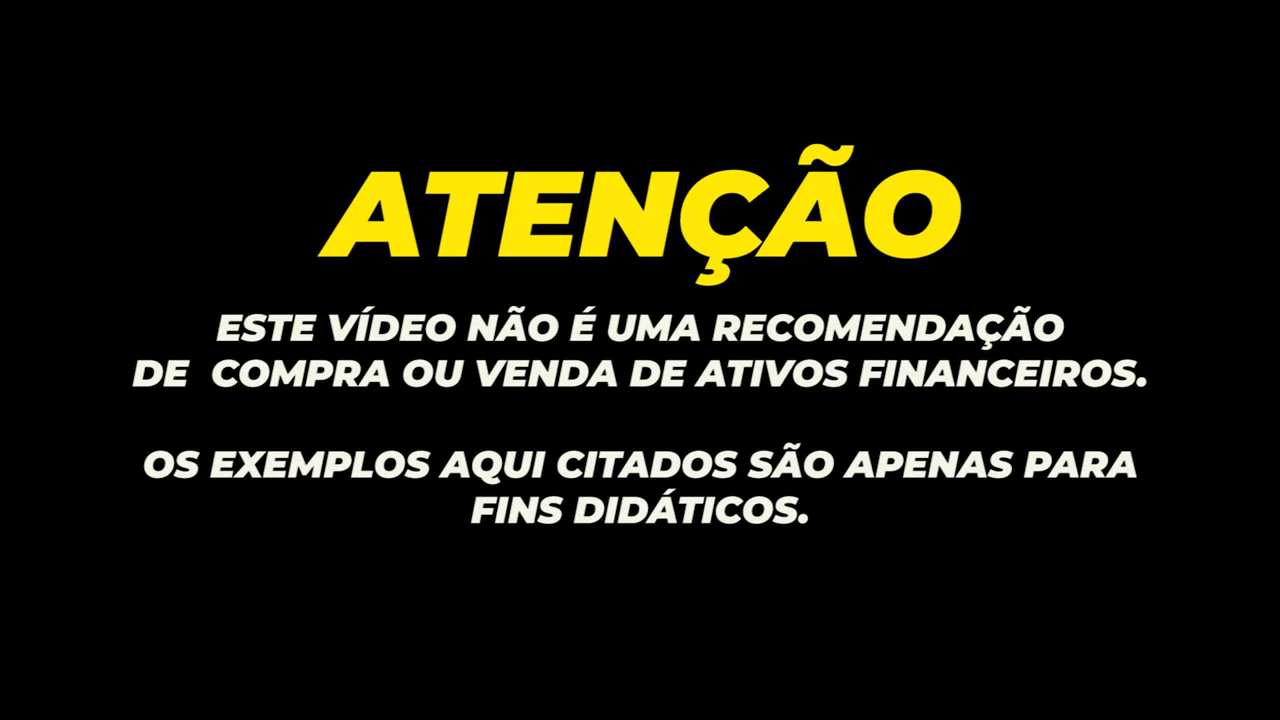 ATENÇÃO
ESTE VÍDEO NÃO É UMA RECOMENDAÇÃO
DE COMPRA OU VENDA DE ATIVOS FINANCEIROS.
OS EXEMPLOS AQUI CITADOS SÃO APENAS PARA
FINS DIDÁTICOS.